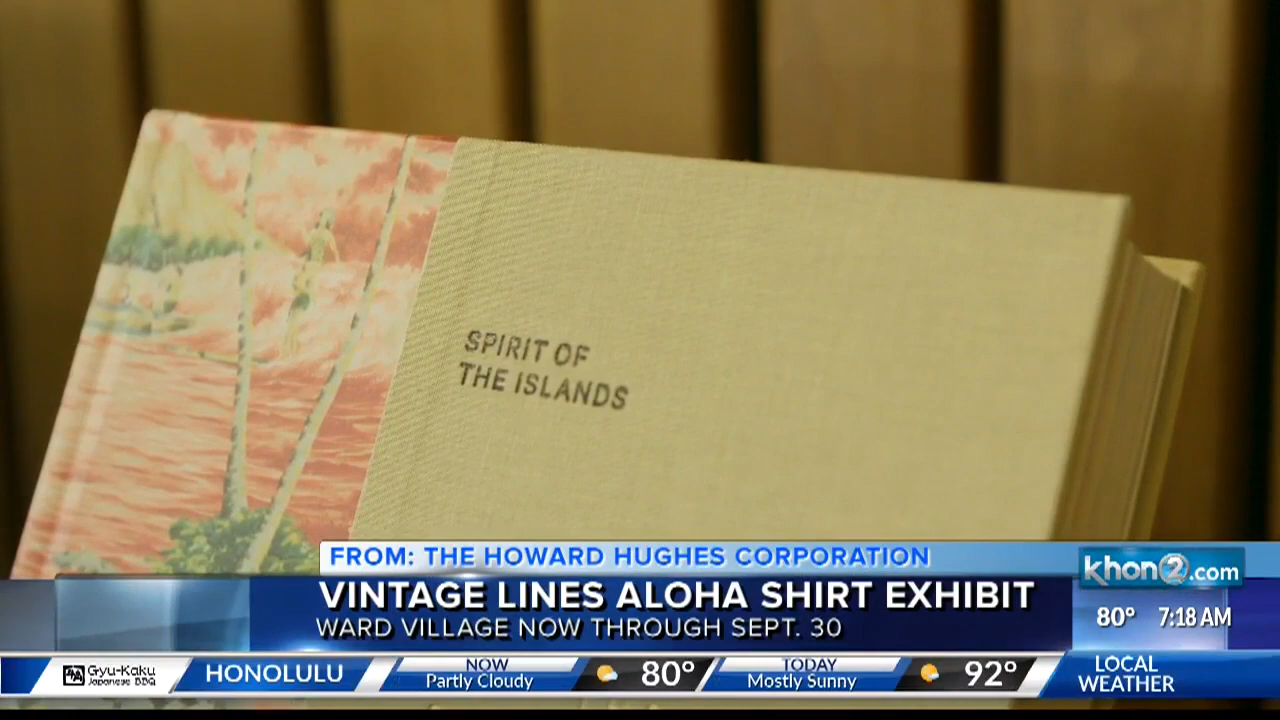 SPIRIT OF
THE ISLANDS
FROM: THE HOWARD HUGHES CORPORATION
VINTAGE LINES ALOHA SHIRT EXHIBIT
WARD VILLAGE NOW THROUGH SEPT. 30
khon2.com
80° 7:18 AM
Gyu-Kaku
Japanese BBQ
HONOLULU
NOW
Partly Cloudy
80°
TODAY
Mostly Sunny
92°
LOCAL
WEATHER